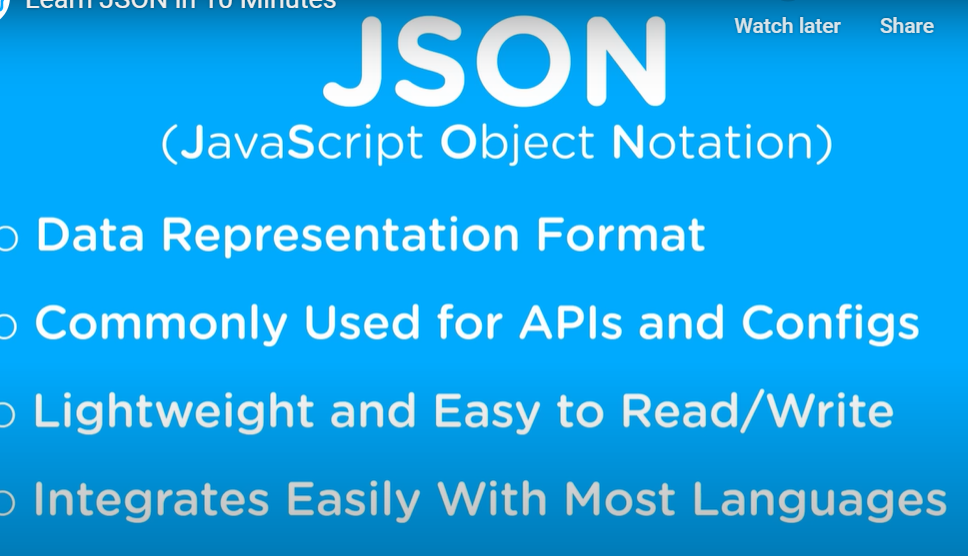 Learn JSON in 10 Minutes
Watch later Share
JSON
(JavaScript Object Notation)
Data Representation Format
Commonly Used for APIs and Configs
Lightweight and Easy to Read/Write
Integrates Easily With Most Languages